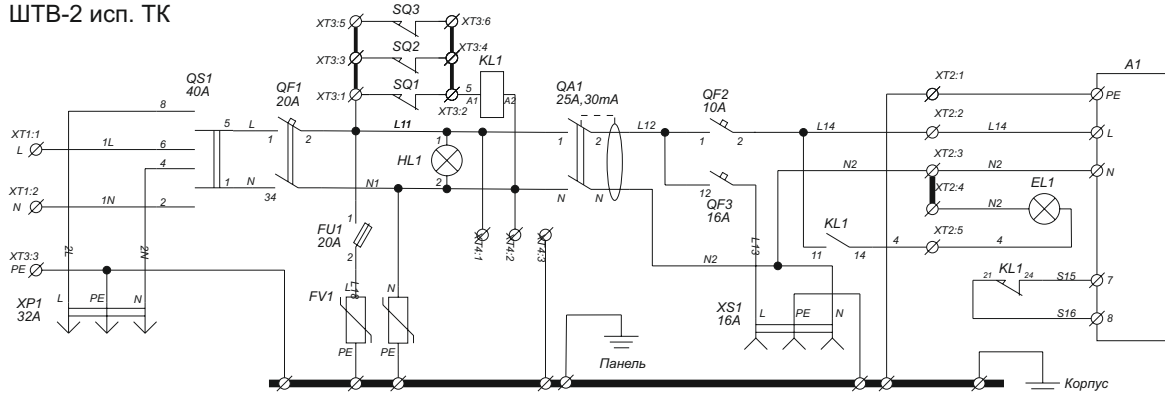 ШТВ-2 исп. ТК
XT3:5
SQ3
XT3:6
XT3:3
SQ2
XT3:4
KL1
XT3:1
SQ1
XT3:2
5
A1
A2
QS1
40A
QF1
20A
QA1
25A,30mA
QF2
10A
XT2:1
A1
PE
8
XT1:1
L
1L
6
5
L
1
2
L11
1
2
L12
1
2
L14
XT2:2
L14
L
4
HL1
1
2
N2
XT2:3
N2
N
XT1:2
N
1N
2
1
N
34
N1
N
N
12
QF3
16A
XT2:4
N2
EL1
FU1
20A
1
2
XT4:1
XT4:2
XT4:3
L13
KL1
11
14
4
XT2:5
4
XT3:3
PE
2L
2N
N2
L18
XP1
32A
L
PE
N
FV1
L
N
PE
PE
XS1
16A
L
PE
N
21
KL1
24
S15
7
S16
8
Панель
Корпус